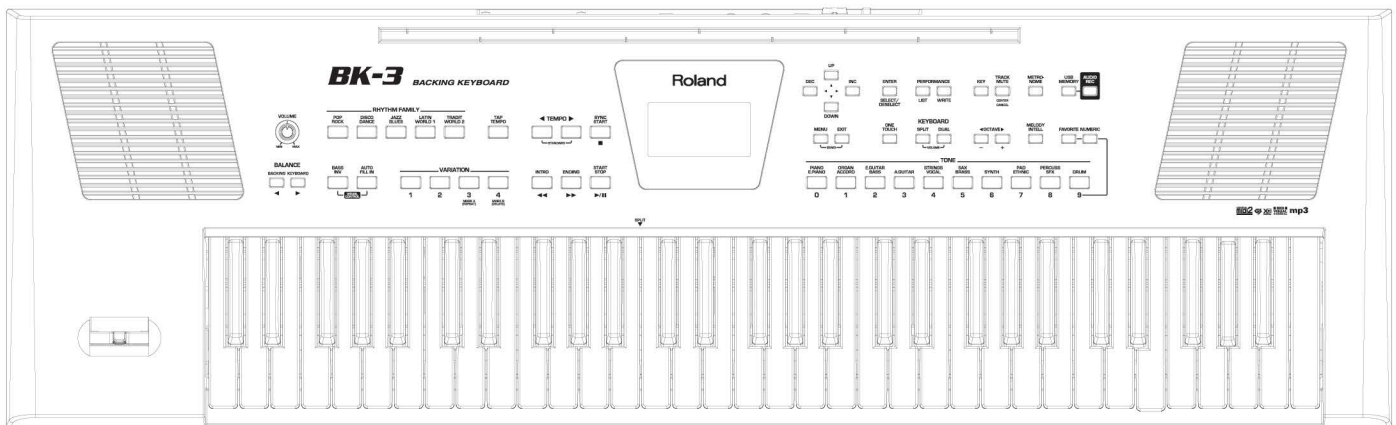 BK-3 BACKING KEYBOARD
Roland
VOLUME
MIN MAX
BALANCE
BACKING KEYBOARD
◀ ▶
RHYTHM FAMILY
POP
ROCK
DISCO
DANCE
JAZZ
BLUES
LATIN
WORLD 1
TRADIT
WORLD 2
TAP
TEMPO
◀ TEMPO ▶
SYNC
START
BASS
INV
AUTO
FILL IN
VARIATION
1 2 3 4
INTRO
◀◀
ENDING
▶▶
START
STOP
▶/❚❚
UP
DEC
INC
DOWN
ENTER
SELECT/
DESELECT
PERFORMANCE
LIST WRITE
KEY
TRACK
MUTE
CENTER
CANCEL
METRO-
NOME
USB
MEMORY
AUDIO
REC
MENU EXIT
ONE
TOUCH
KEYBOARD
SPLIT DUAL
◀OCTAVE▶
– +
MELODY
INTELL
FAVORITE NUMERIC
TONE
PIANO
E.PIANO
0
ORGAN
ACCORD
1
E.GUITAR
BASS
2
A.GUITAR
3
STRINGS
VOCAL
4
SAX
BRASS
5
SYNTH
6
PAD
ETHNIC
7
PERCUSS
SFX
8
DRUM
9
mp3
SPLIT